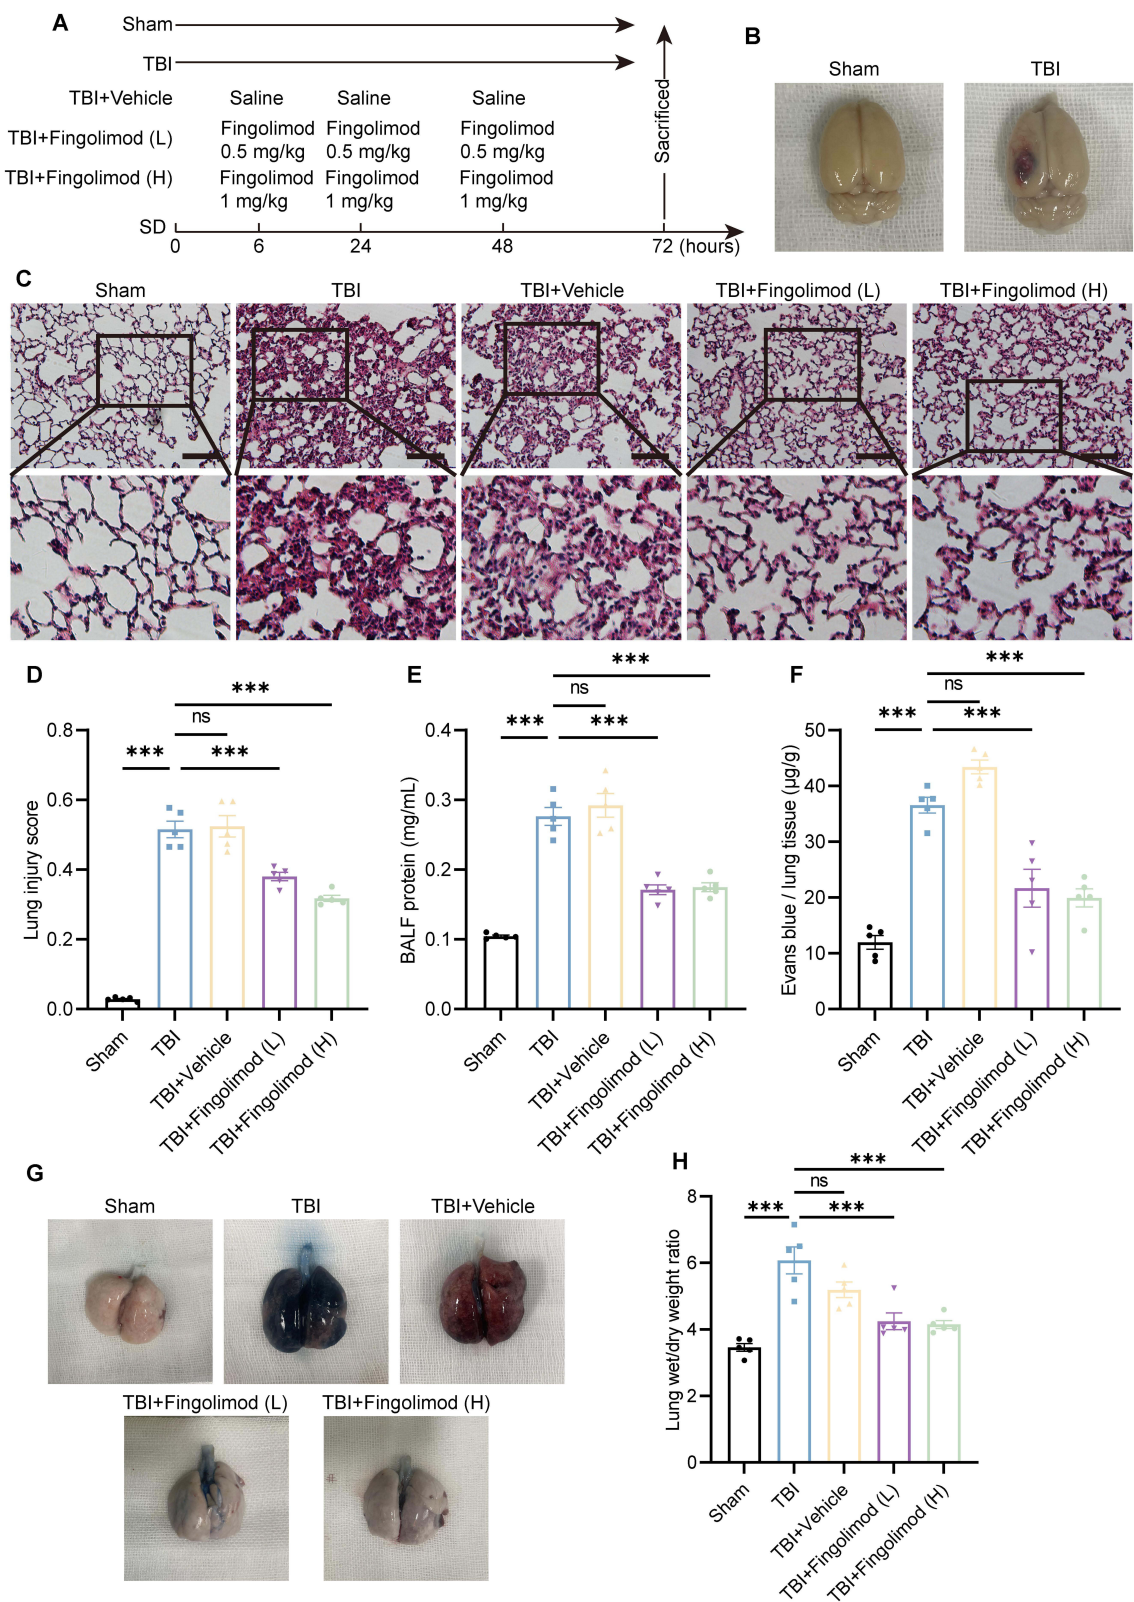 A
Sham
TBI
TBI+Vehicle
Saline Saline Saline
TBI+Fingolimod (L)
Fingolimod Fingolimod Fingolimod
0.5 mg/kg 0.5 mg/kg 0.5 mg/kg
TBI+Fingolimod (H)
Fingolimod Fingolimod Fingolimod
1 mg/kg 1 mg/kg 1 mg/kg
Sacrificed
SD
0 6 24 48 72 (hours)
B
Sham TBI
C
Sham TBI TBI+Vehicle TBI+Fingolimod (L) TBI+Fingolimod (H)
D
***
ns
*** ***
Lung injury score
0.8
0.6
0.4
0.2
0.0
Sham
TBI
TBI+Vehicle
TBI+Fingolimod (L)
TBI+Fingolimod (H)
E
***
ns
*** ***
BALF protein (mg/mL)
0.4
0.3
0.2
0.1
0.0
Sham
TBI
TBI+Vehicle
TBI+Fingolimod (L)
TBI+Fingolimod (H)
F
***
ns
*** ***
Evans blue / lung tissue (μg/g)
50
40
30
20
10
0
Sham
TBI
TBI+Vehicle
TBI+Fingolimod (L)
TBI+Fingolimod (H)
G
Sham TBI TBI+Vehicle
TBI+Fingolimod (L) TBI+Fingolimod (H)
H
***
ns
*** ***
Lung wet/dry weight ratio
8
6
4
2
0
Sham
TBI
TBI+Vehicle
TBI+Fingolimod (L)
TBI+Fingolimod (H)